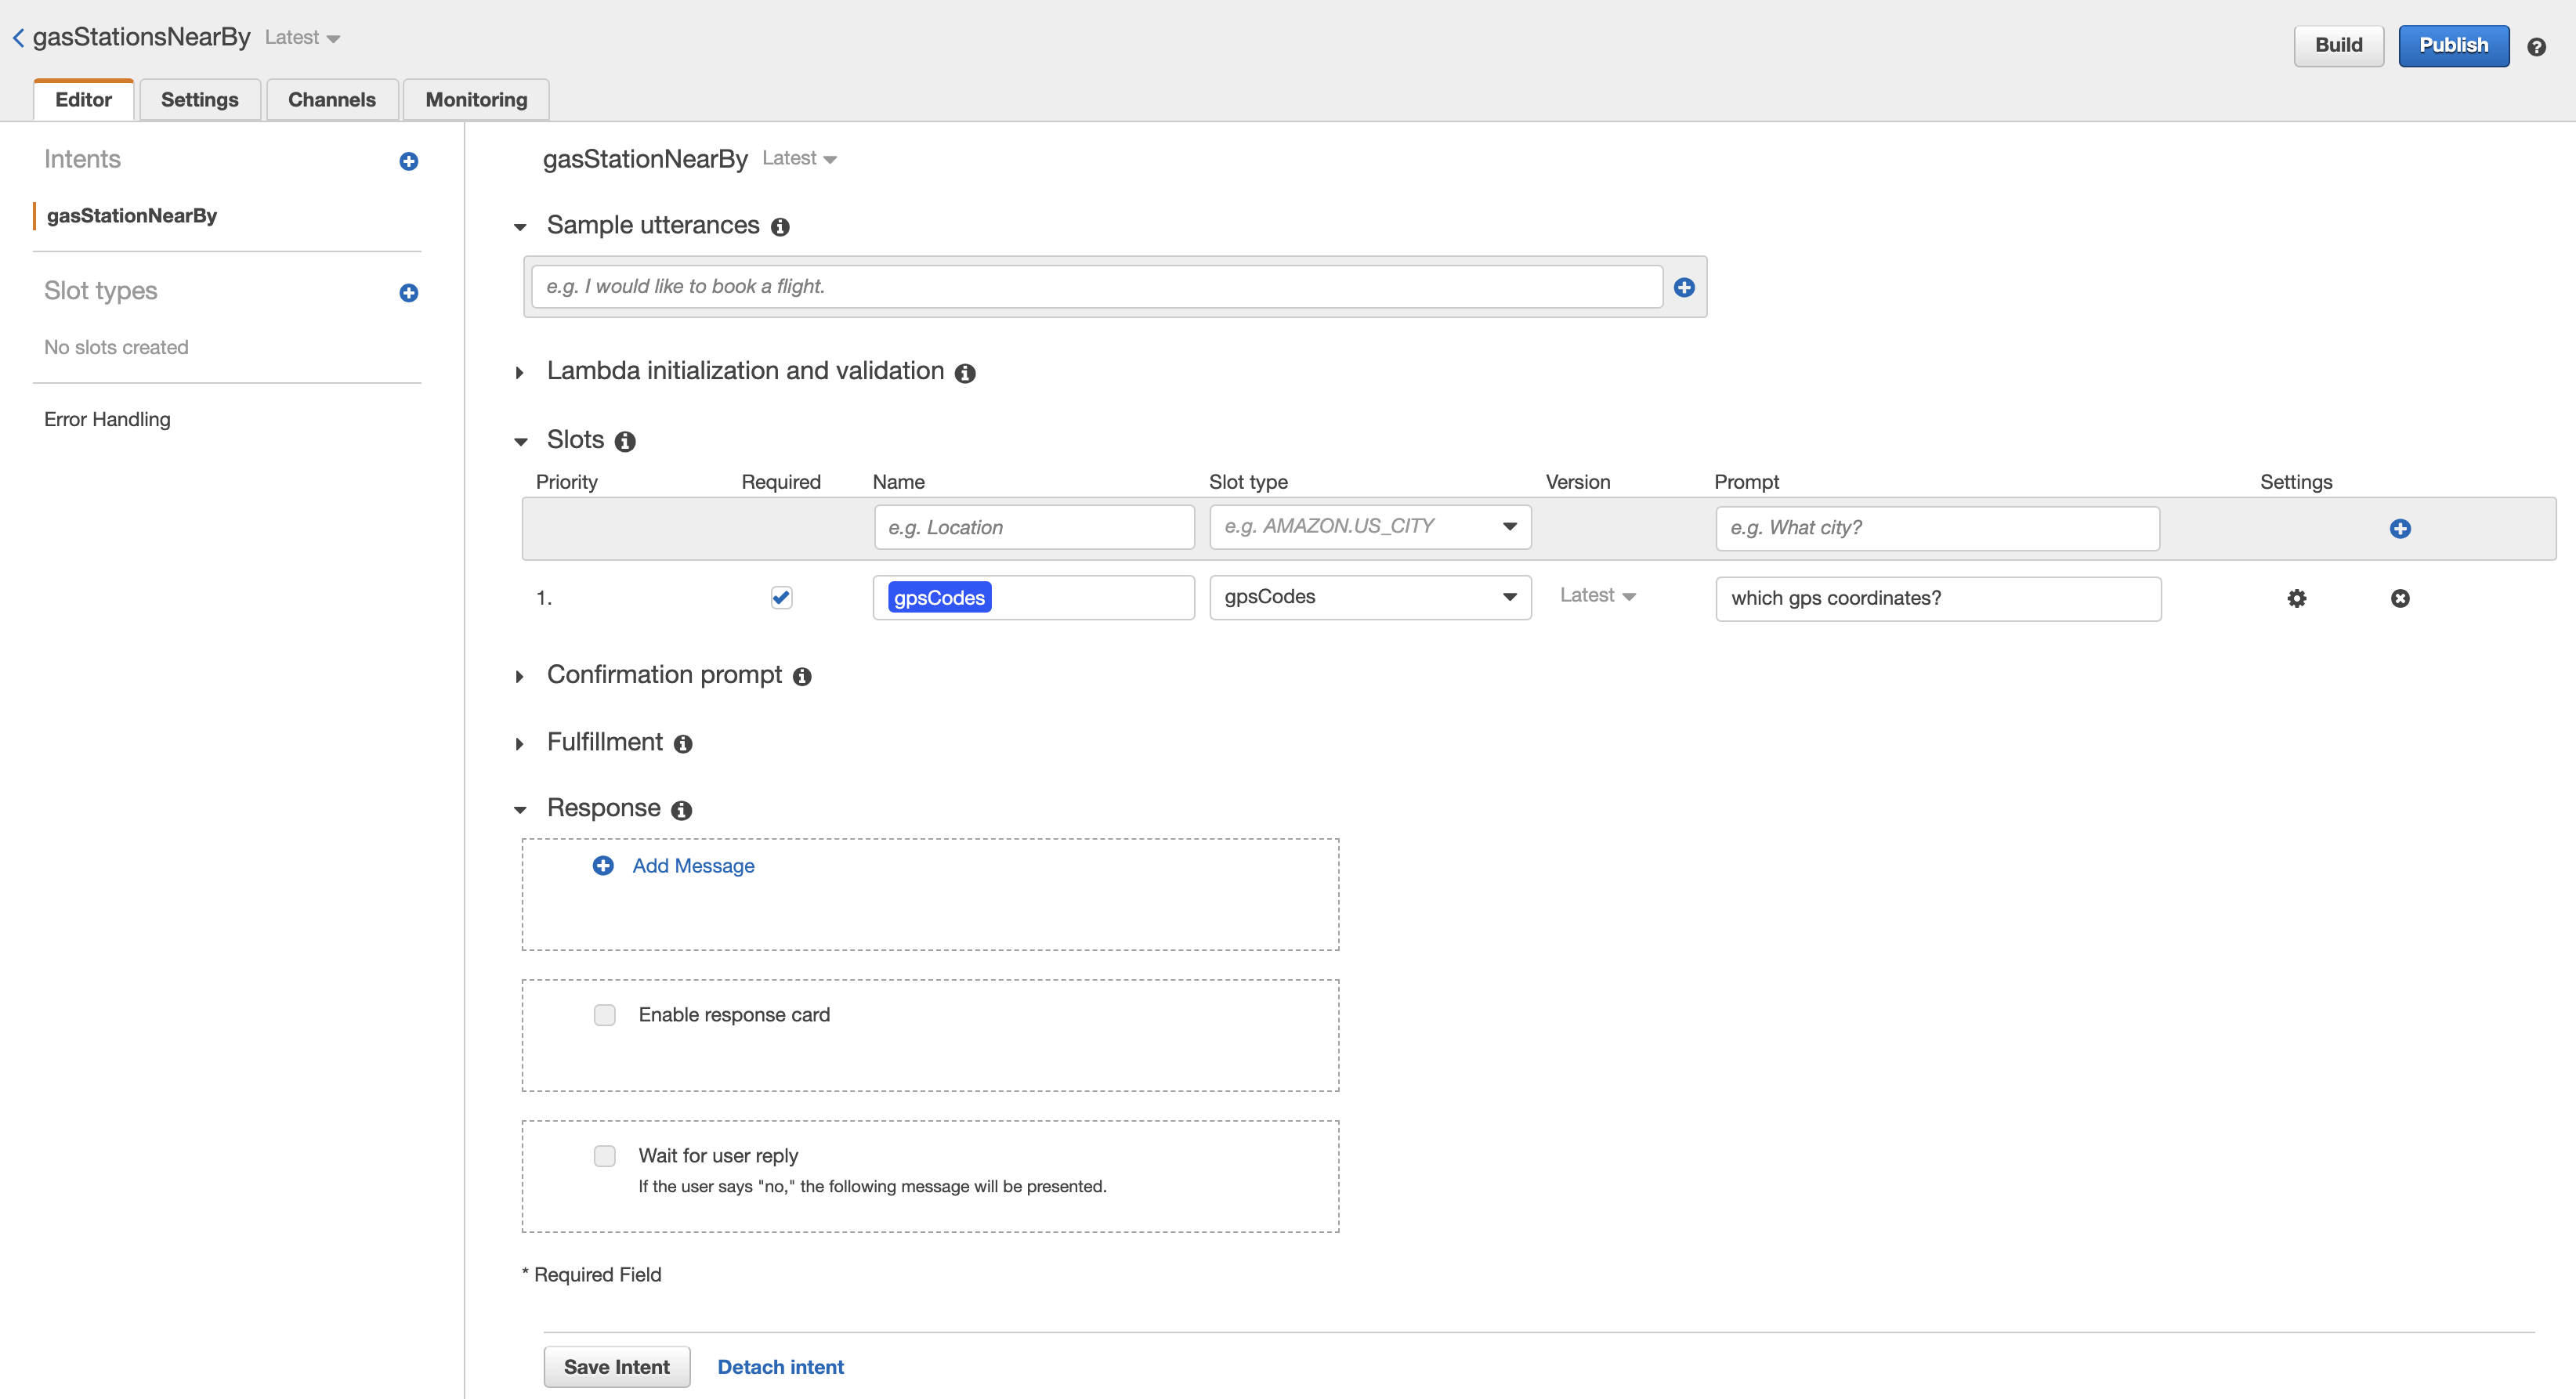 gasStationsNearBy Latest
Build Publish
Editor Settings Channels Monitoring
Intents
gasStationNearBy
Slot types
No slots created
Error Handling
gasStationNearBy Latest
Sample utterances
e.g. I would like to book a flight.
Lambda initialization and validation
Slots
Priority Required Name Slot type Version Prompt Settings
e.g. Location e.g. AMAZON.US_CITY e.g. What city?
1. gpsCodes gpsCodes Latest which gps coordinates?
Confirmation prompt
Fulfillment
Response
Add Message
Enable response card
Wait for user reply
If the user says "no," the following message will be presented.
* Required Field
Save Intent Detach intent